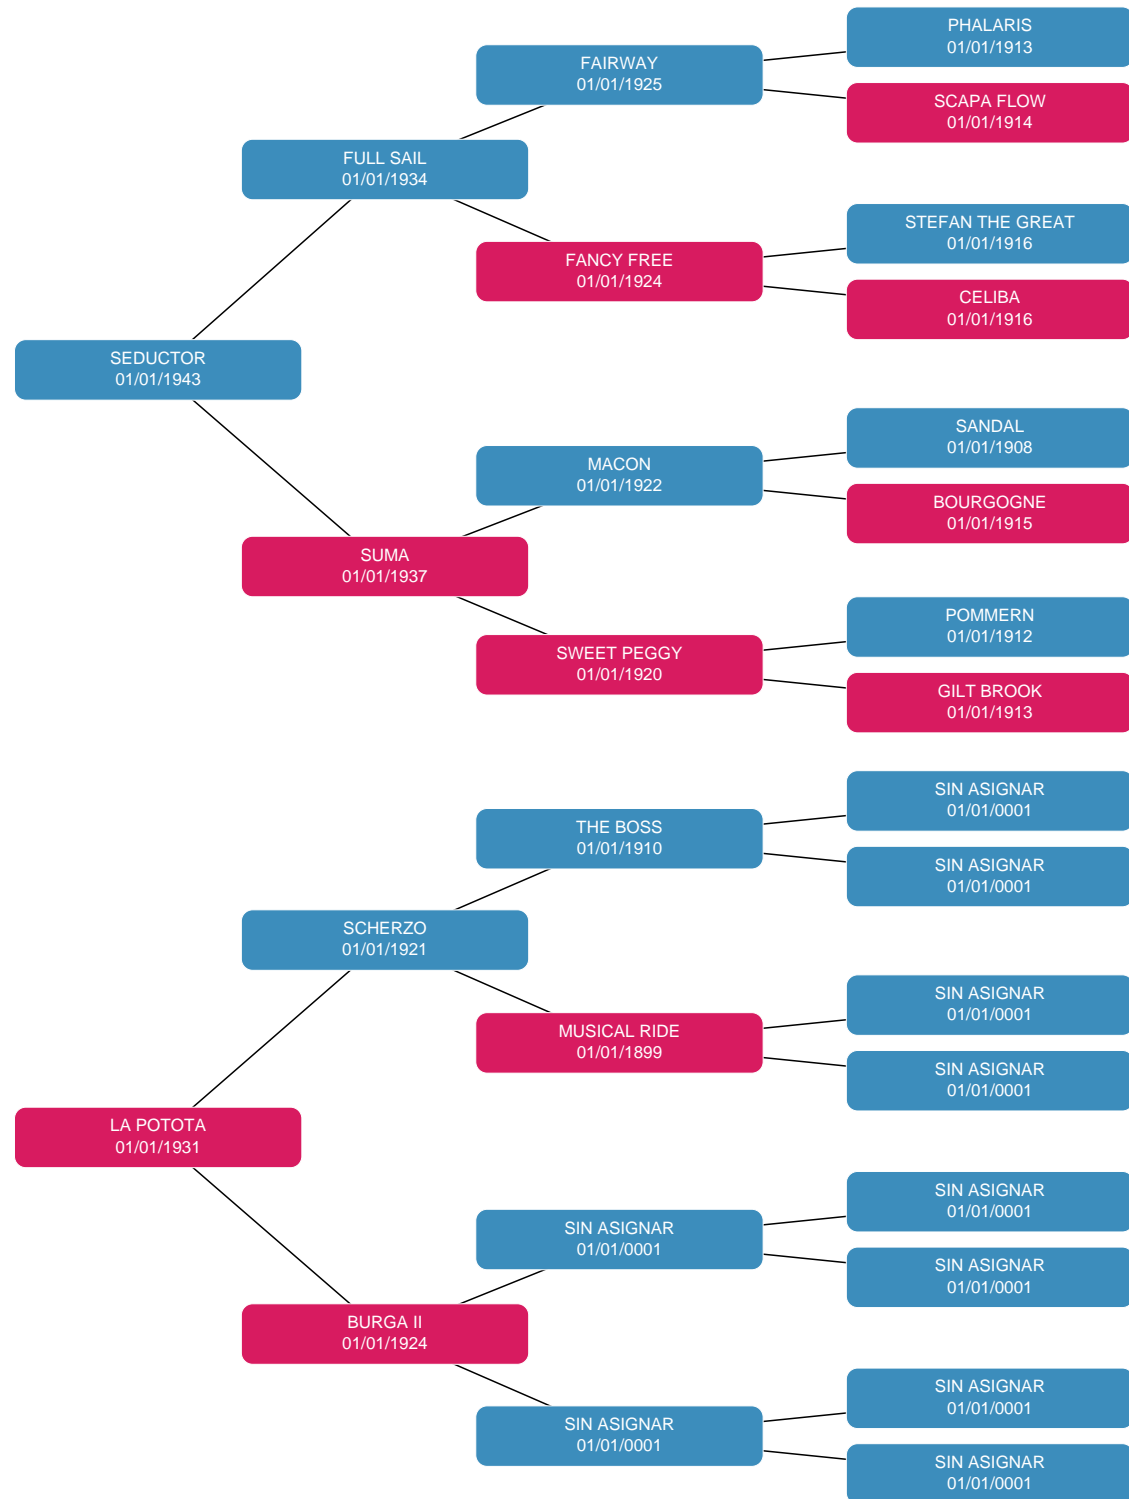 PHALARIS
01/01/1913
FAIRWAY
01/01/1925
SCAPA FLOW
01/01/1914
FULL SAIL
01/01/1934
STEFAN THE GREAT
01/01/1916
FANCY FREE
01/01/1924
CELIBA
01/01/1916
SEDUCTOR
01/01/1943
SANDAL
01/01/1908
MACON
01/01/1922
BOURGOGNE
01/01/1915
SUMA
01/01/1937
POMMERN
01/01/1912
SWEET PEGGY
01/01/1920
GILT BROOK
01/01/1913
SIN ASIGNAR
01/01/0001
THE BOSS
01/01/1910
SIN ASIGNAR
01/01/0001
SCHERZO
01/01/1921
SIN ASIGNAR
01/01/0001
MUSICAL RIDE
01/01/1899
SIN ASIGNAR
01/01/0001
LA POTOTA
01/01/1931
SIN ASIGNAR
01/01/0001
SIN ASIGNAR
01/01/0001
SIN ASIGNAR
01/01/0001
BURGA II
01/01/1924
SIN ASIGNAR
01/01/0001
SIN ASIGNAR
01/01/0001
SIN ASIGNAR
01/01/0001